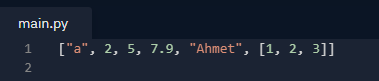 main.py
1 ["a", 2, 5, 7.9, "Ahmet", [1, 2, 3]]
2